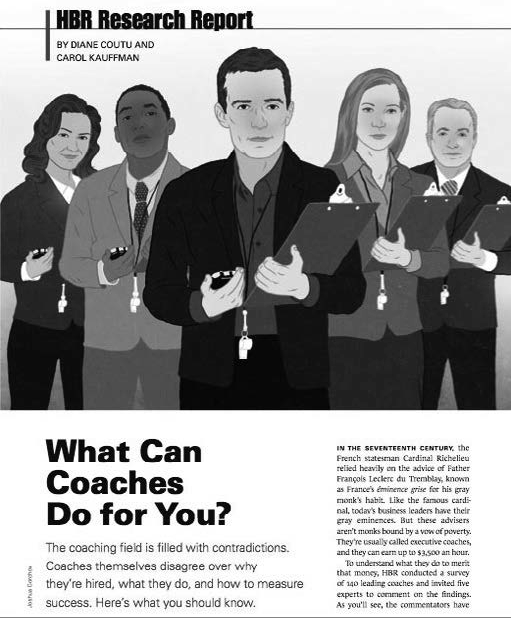 HBR Research Report
BY DIANE COUTU AND
CAROL KAUFFMAN
What Can
Coaches
Do for You?
The coaching field is filled with contradictions.
Coaches themselves disagree over why
they're hired, what they do, and how to measure
success. Here's what you should know.
IN THE SEVENTEENTH CENTURY, the
French statesman Cardinal Richelieu
relied heavily on the advice of Father
François Leclerc du Tremblay, known
as France's éminence grise for his gray
monk's habit. Like the famous cardi-
nal, today's business leaders have their
gray eminences. But these advisers
aren't monks bound by a vow of poverty.
They're usually called executive coaches,
and they can earn up to $3,500 an hour.
To understand what they do to merit
that money, HBR conducted a survey
of 140 leading coaches and invited five
experts to comment on the findings.
As you'll see, the commentators have